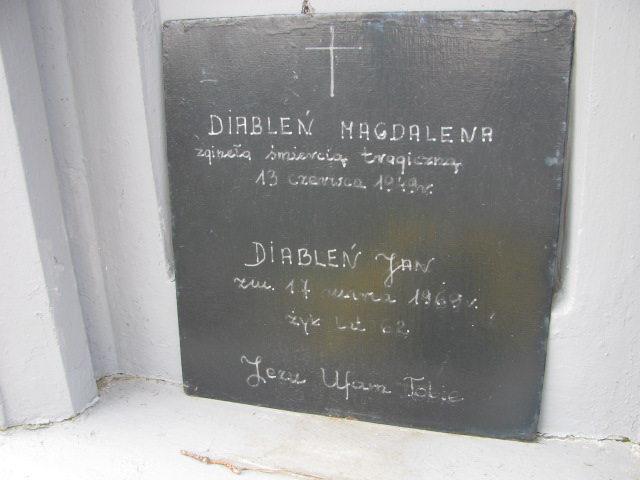 DIABLEŃ MAGDALENA
zginęła śmiercią tragiczną
13 czerwca 1949r.
DIABLEŃ JAN
zm. 17 marca 1969r.
żył lat 62
Jezu Ufam Tobie